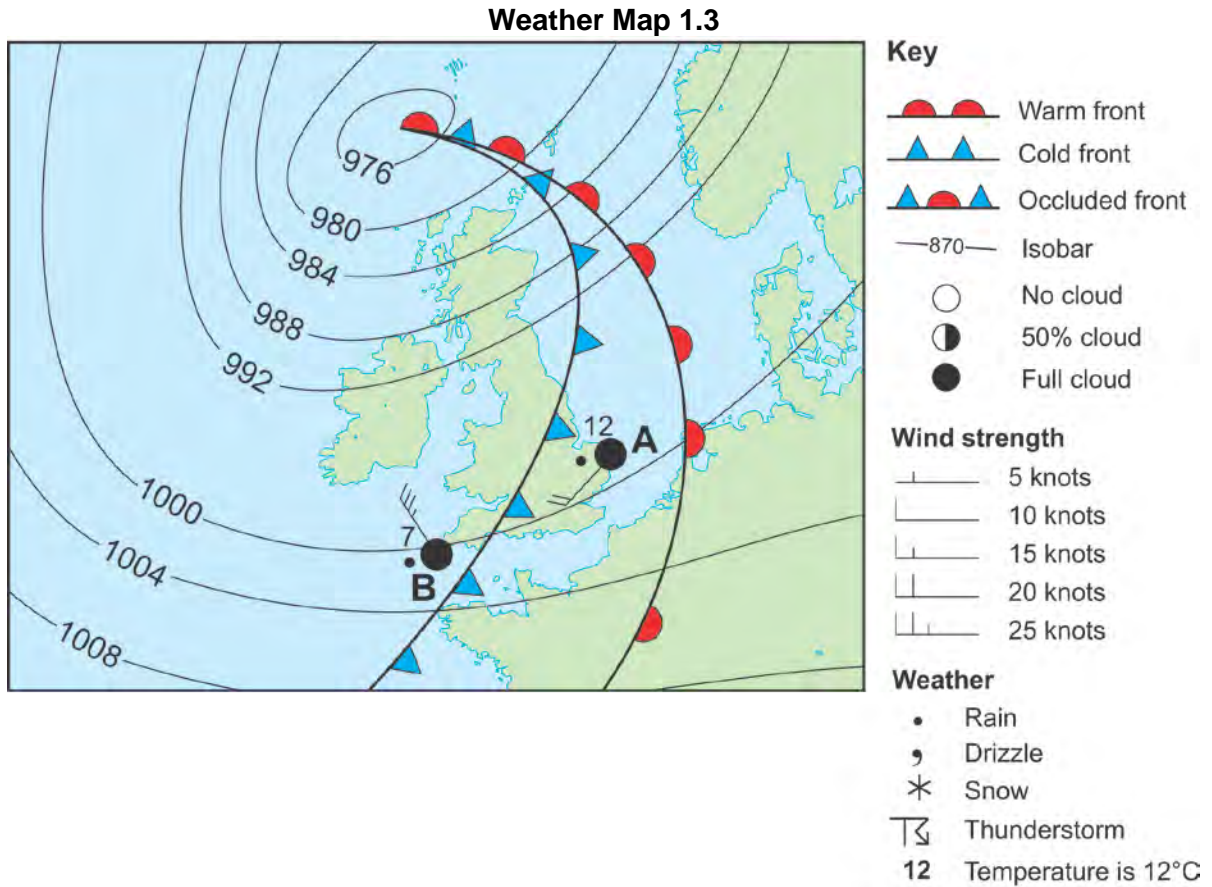 Weather Map 1.3
976
980
984
988
992
1000
1004
1008
12
A
7
B
Key
Warm front
Cold front
Occluded front
870
Isobar
No cloud
50% cloud
Full cloud
Wind strength
5 knots
10 knots
15 knots
20 knots
25 knots
Weather
Rain
Drizzle
Snow
Thunderstorm
12 Temperature is 12°C